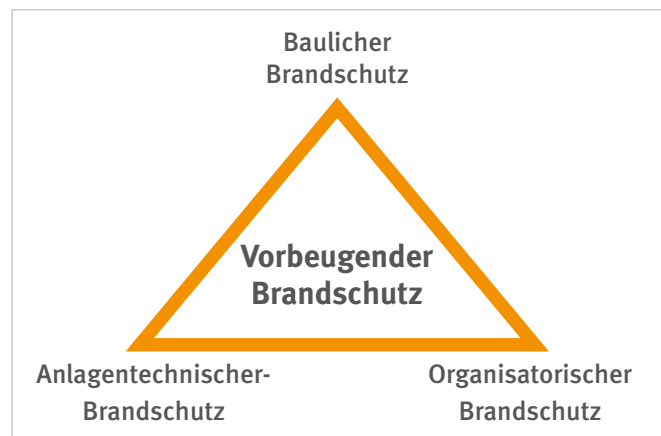 Baulicher
Brandschutz
Vorbeugender
Brandschutz
Anlagentechnischer-
Brandschutz
Organisatorischer
Brandschutz